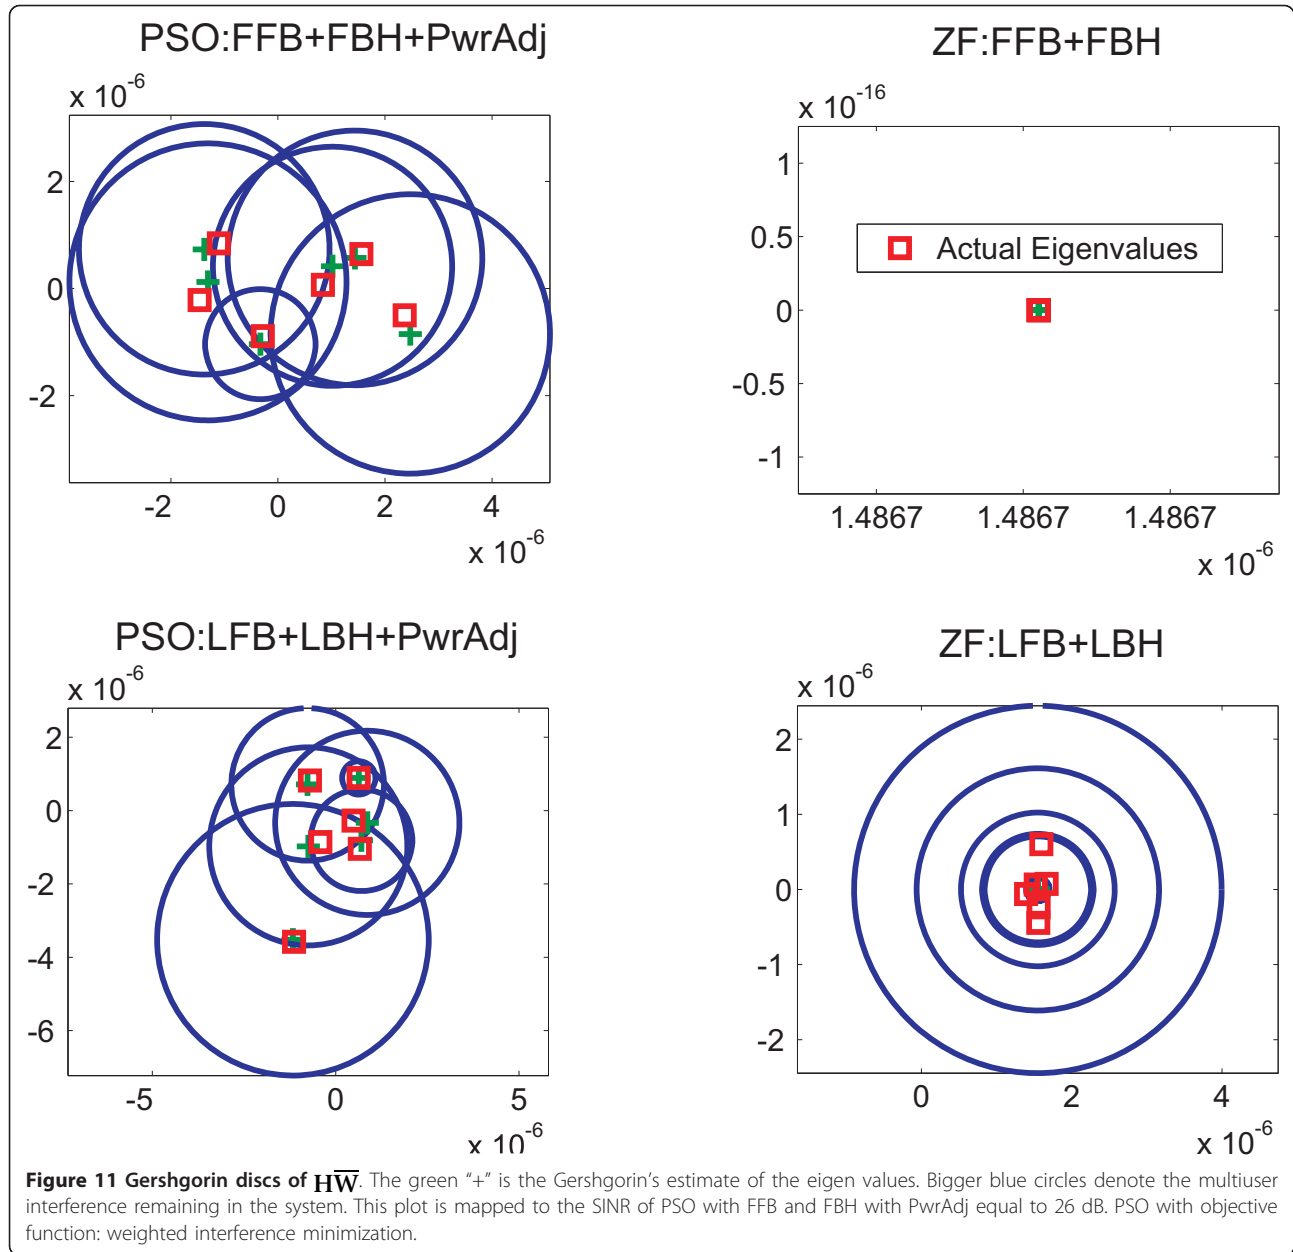 PSO:FFB+FBH+PwrAdj
x 10^-6
2
0
-2
-2 0 2 4
x 10^-6
ZF:FFB+FBH
x 10^-16
1
0.5
0
-0.5
-1
Actual Eigenvalues
1.4867 1.4867 1.4867
x 10^-6
PSO:LFB+LBH+PwrAdj
x 10^-6
2
0
-2
-4
-6
-5 0 5
x 10^-6
ZF:LFB+LBH
x 10^-6
2
1
0
-1
-2
0 2 4
x 10^-6
Figure 11 Gershgorin discs of HW̅. The green "+" is the Gershgorin's estimate of the eigen values. Bigger blue circles denote the multiuser
interference remaining in the system. This plot is mapped to the SINR of PSO with FFB and FBH with PwrAdj equal to 26 dB. PSO with objective
function: weighted interference minimization.